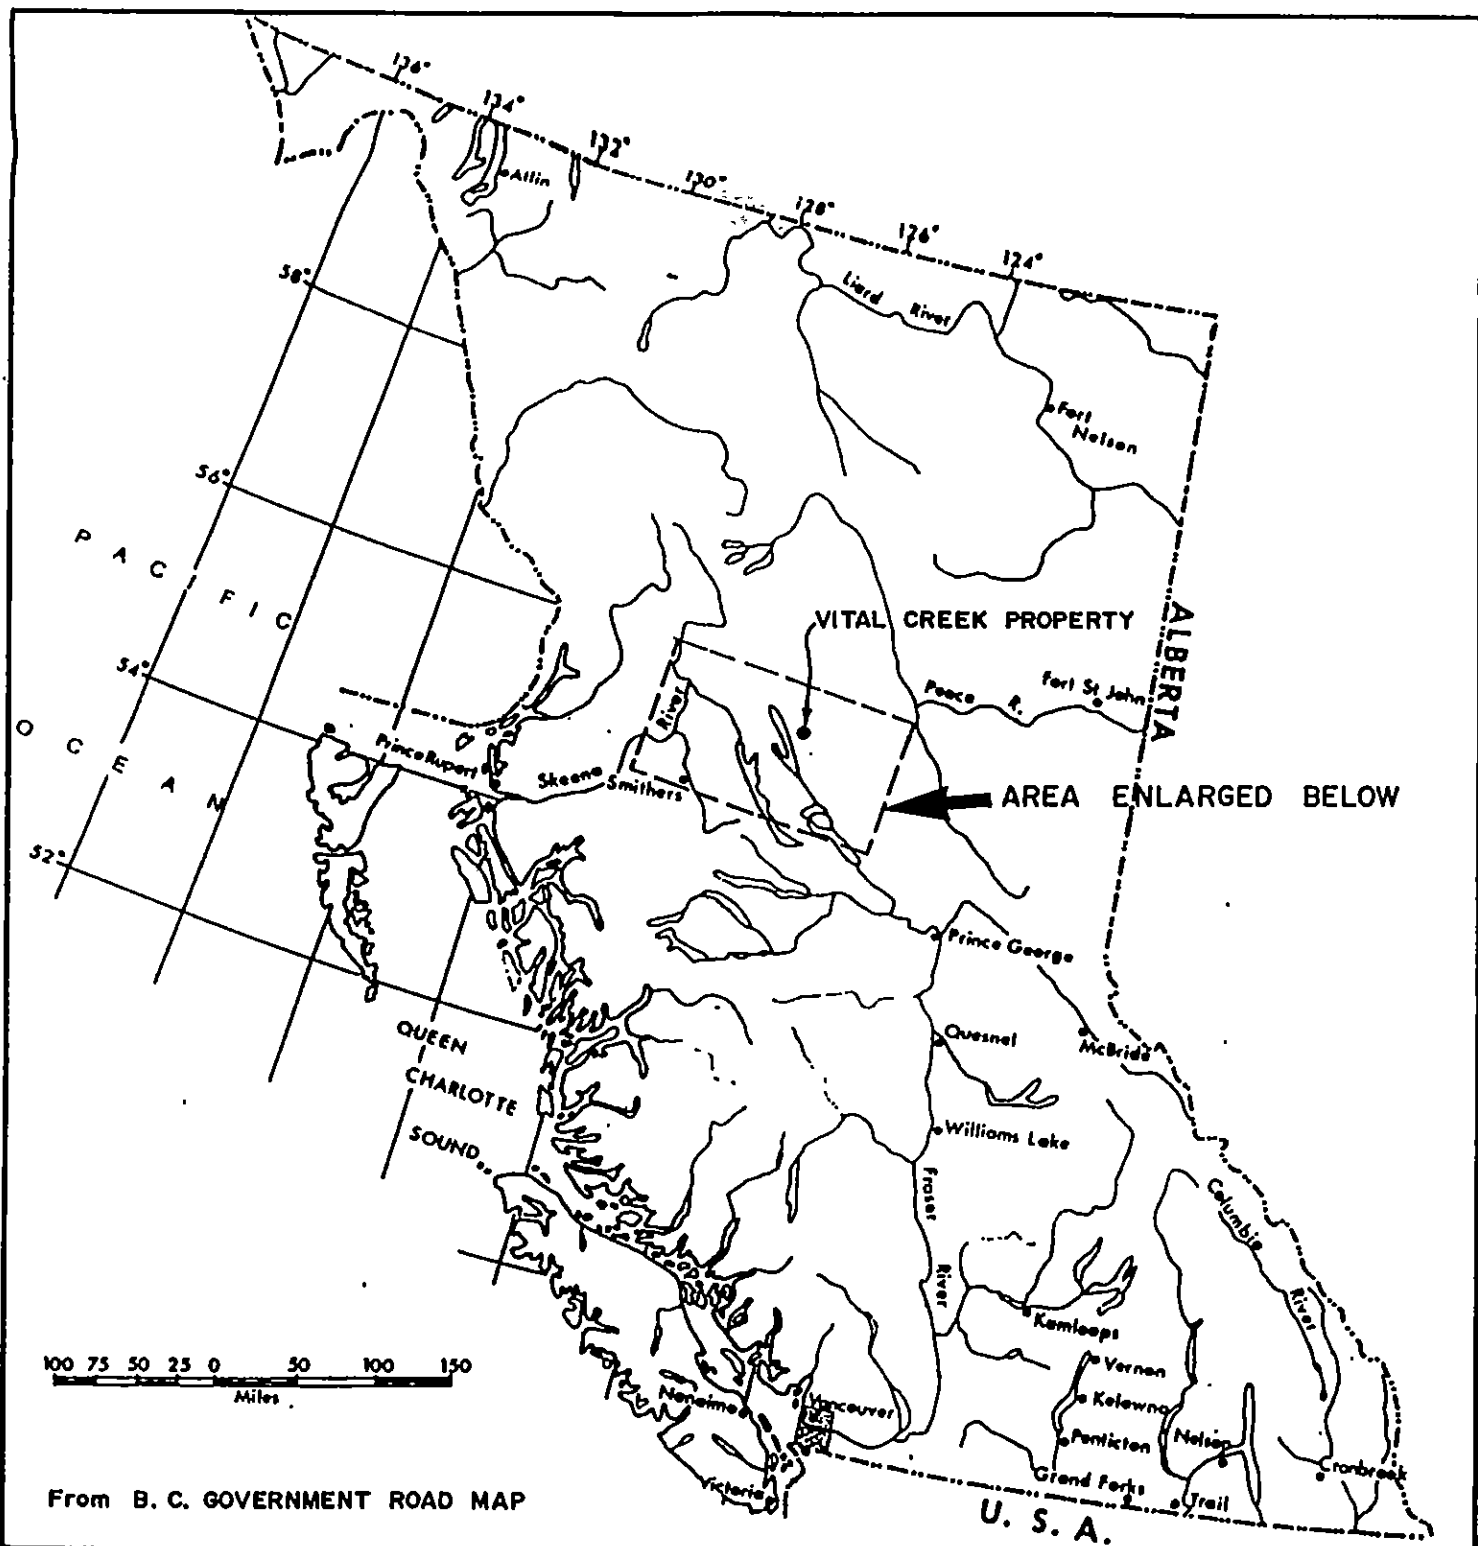 136°
134°
132°
130°
128°
126°
124°
Atlin
58°
Liard River
Fort
Nelson
56°
PACIFIC
OCEAN
VITAL CREEK PROPERTY
ALBERTA
54°
River
Peace R.
Fort St John
Prince Rupert
Skeena
Smithers
AREA ENLARGED BELOW
52°
Prince George
QUEEN
CHARLOTTE
SOUND
Quesnel
McBride
Williams Lake
Fraser
River
Columbia
River
Kamloops
100 75 50 25 0 50 100 150
Miles
Vernon
Kelowna
Nanaimo
Vancouver
Penticton
Nelson
Grand Forks
Cranbrook
Victoria
Trail
From B. C. GOVERNMENT ROAD MAP
U. S. A.